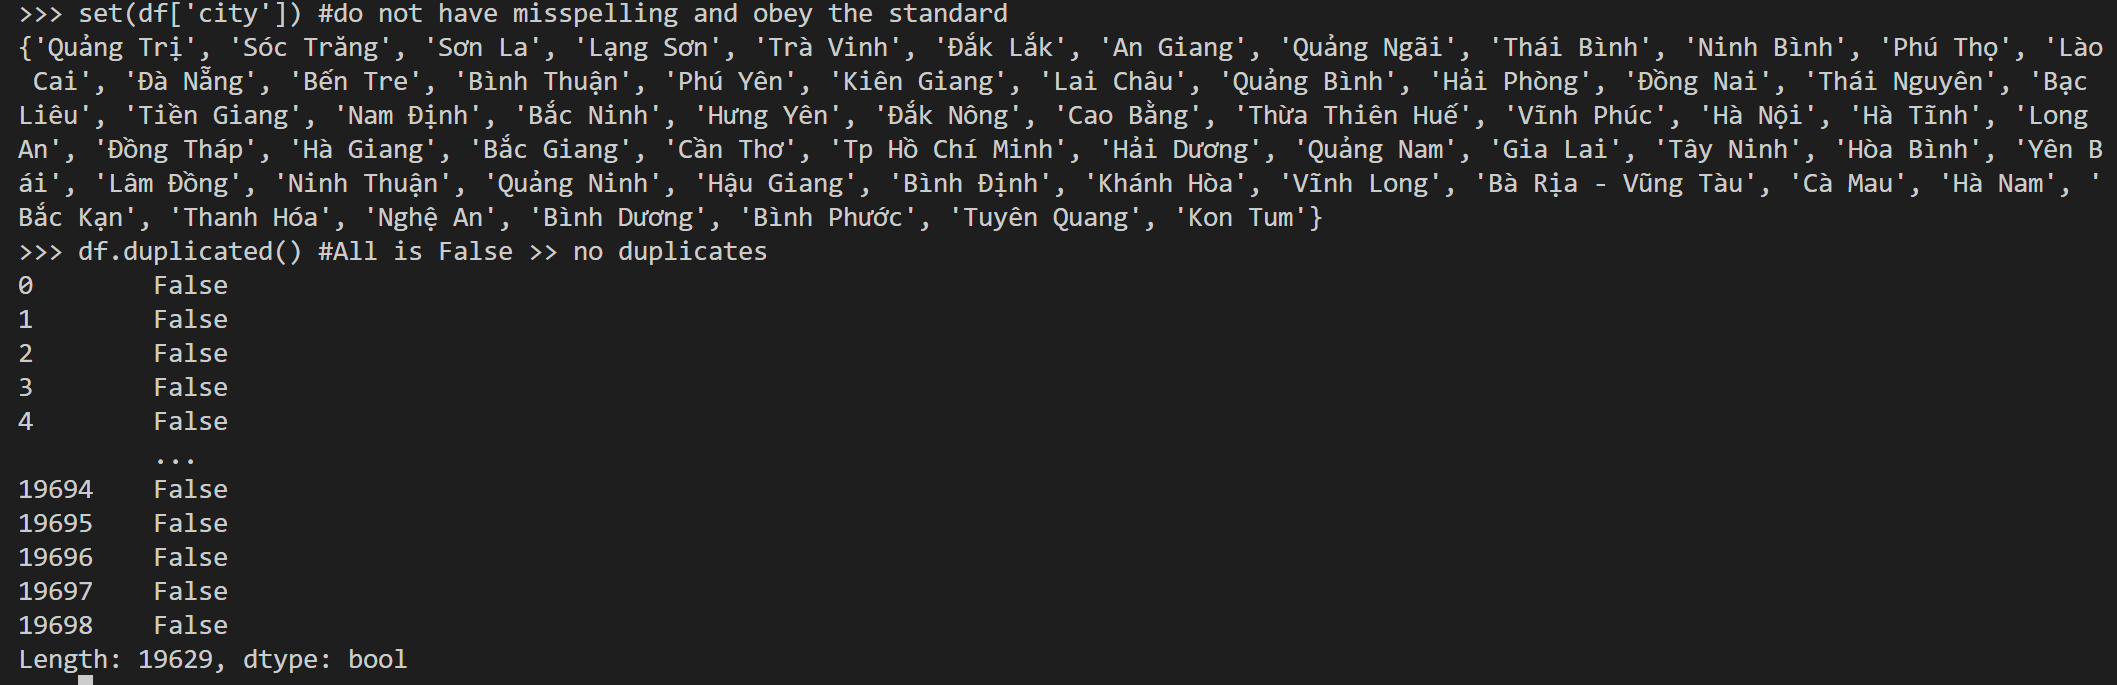 >>> set(df['city']) #do not have misspelling and obey the standard
{'Quảng Trị', 'Sóc Trăng', 'Sơn La', 'Lạng Sơn', 'Trà Vinh', 'Đắk Lắk', 'An Giang', 'Quảng Ngãi', 'Thái Bình', 'Ninh Bình', 'Phú Thọ', 'Lào
 Cai', 'Đà Nẵng', 'Bến Tre', 'Bình Thuận', 'Phú Yên', 'Kiên Giang', 'Lai Châu', 'Quảng Bình', 'Hải Phòng', 'Đồng Nai', 'Thái Nguyên', 'Bạc
Liêu', 'Tiền Giang', 'Nam Định', 'Bắc Ninh', 'Hưng Yên', 'Đắk Nông', 'Cao Bằng', 'Thừa Thiên Huế', 'Vĩnh Phúc', 'Hà Nội', 'Hà Tĩnh', 'Long
An', 'Đồng Tháp', 'Hà Giang', 'Bắc Giang', 'Cần Thơ', 'Tp Hồ Chí Minh', 'Hải Dương', 'Quảng Nam', 'Gia Lai', 'Tây Ninh', 'Hòa Bình', 'Yên B
ái', 'Lâm Đồng', 'Ninh Thuận', 'Quảng Ninh', 'Hậu Giang', 'Bình Định', 'Khánh Hòa', 'Vĩnh Long', 'Bà Rịa - Vũng Tàu', 'Cà Mau', 'Hà Nam', '
Bắc Kạn', 'Thanh Hóa', 'Nghệ An', 'Bình Dương', 'Bình Phước', 'Tuyên Quang', 'Kon Tum'}
>>> df.duplicated() #All is False >> no duplicates
0        False
1        False
2        False
3        False
4        False
         ...
19694    False
19695    False
19696    False
19697    False
19698    False
Length: 19629, dtype: bool